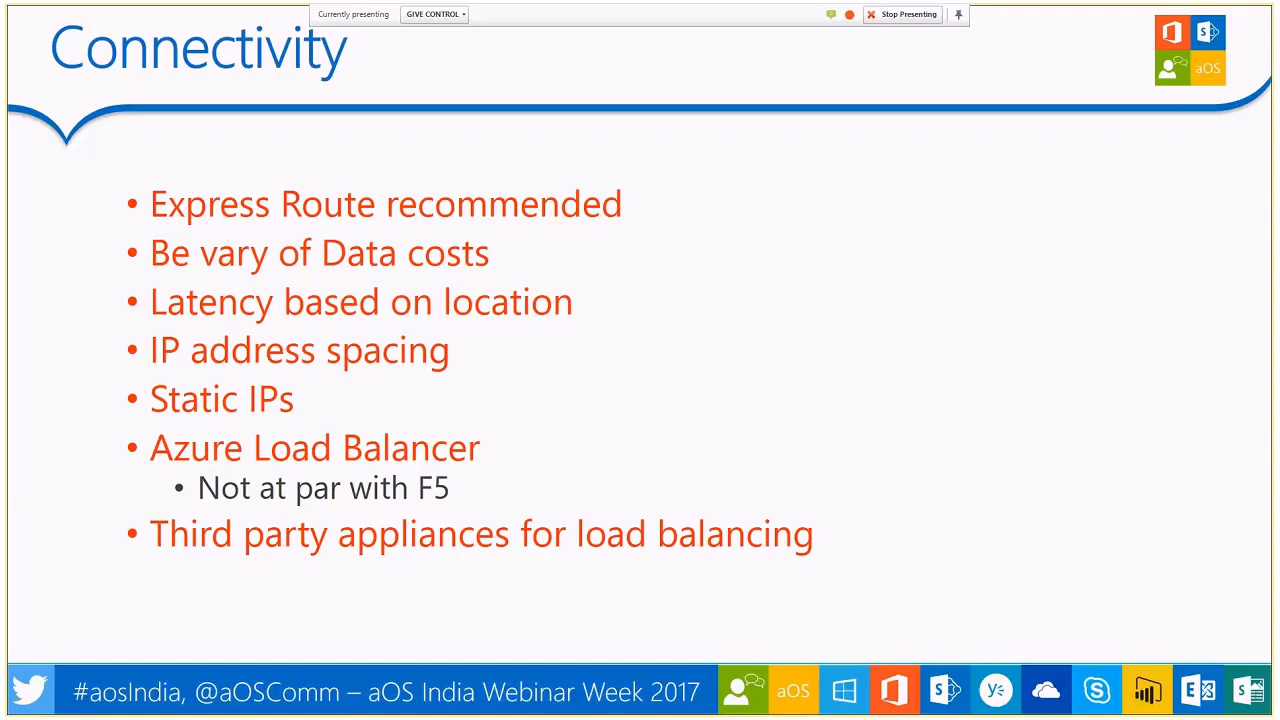 Currently presenting GIVE CONTROL Stop Presenting
Connectivity
aOS
• Express Route recommended
• Be vary of Data costs
• Latency based on location
• IP address spacing
• Static IPs
• Azure Load Balancer
• Not at par with F5
• Third party appliances for load balancing
#aosIndia, @aOSComm – aOS India Webinar Week 2017 aOS